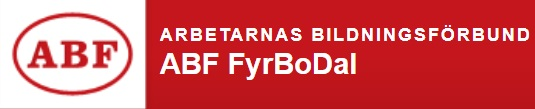 ABF
ARBETARNAS BILDNINGSFÖRBUND
ABF FyrBoDal